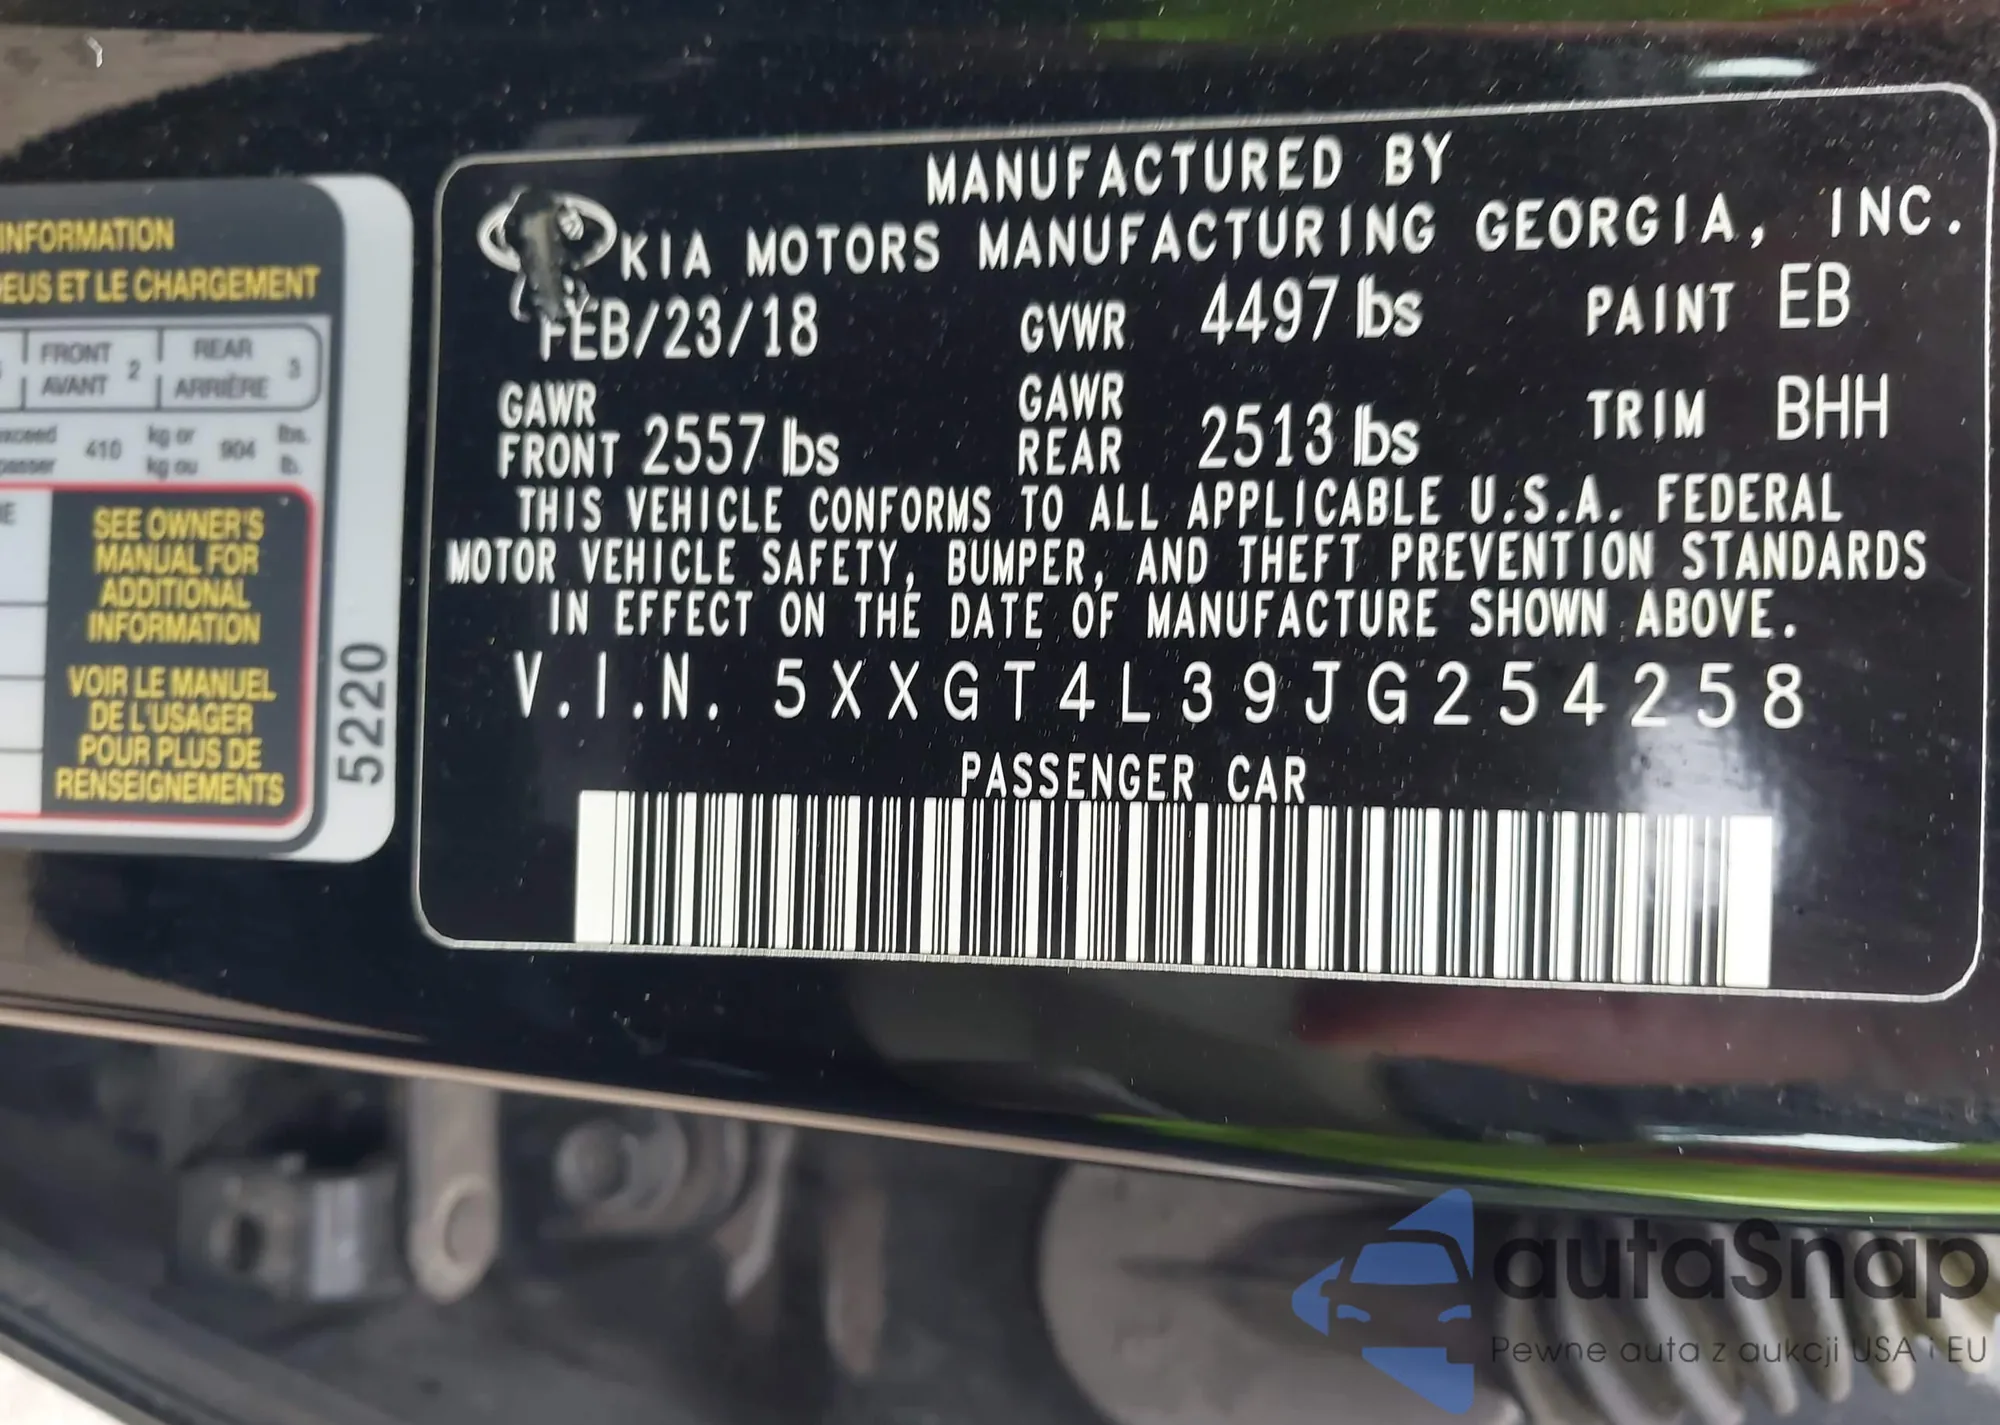 INFORMATION
EUS ET LE CHARGEMENT
FRONT 2 REAR 3
AVANT ARRIÈRE
exceed 410 kg or 904 lbs.
passer kg ou lb.
SEE OWNER'S
MANUAL FOR
ADDITIONAL
INFORMATION
VOIR LE MANUEL
DE L'USAGER
POUR PLUS DE
RENSEIGNEMENTS
5220
MANUFACTURED BY
KIA MOTORS MANUFACTURING GEORGIA, INC.
FEB/23/18 GVWR 4497 lbs PAINT EB
GAWR FRONT 2557 lbs GAWR REAR 2513 lbs TRIM BHH
THIS VEHICLE CONFORMS TO ALL APPLICABLE U.S.A. FEDERAL
MOTOR VEHICLE SAFETY, BUMPER, AND THEFT PREVENTION STANDARDS
IN EFFECT ON THE DATE OF MANUFACTURE SHOWN ABOVE.
V.I.N. 5XXGT4L39JG254258
PASSENGER CAR
autaSnap
Pewne auta z aukcji USA i EU